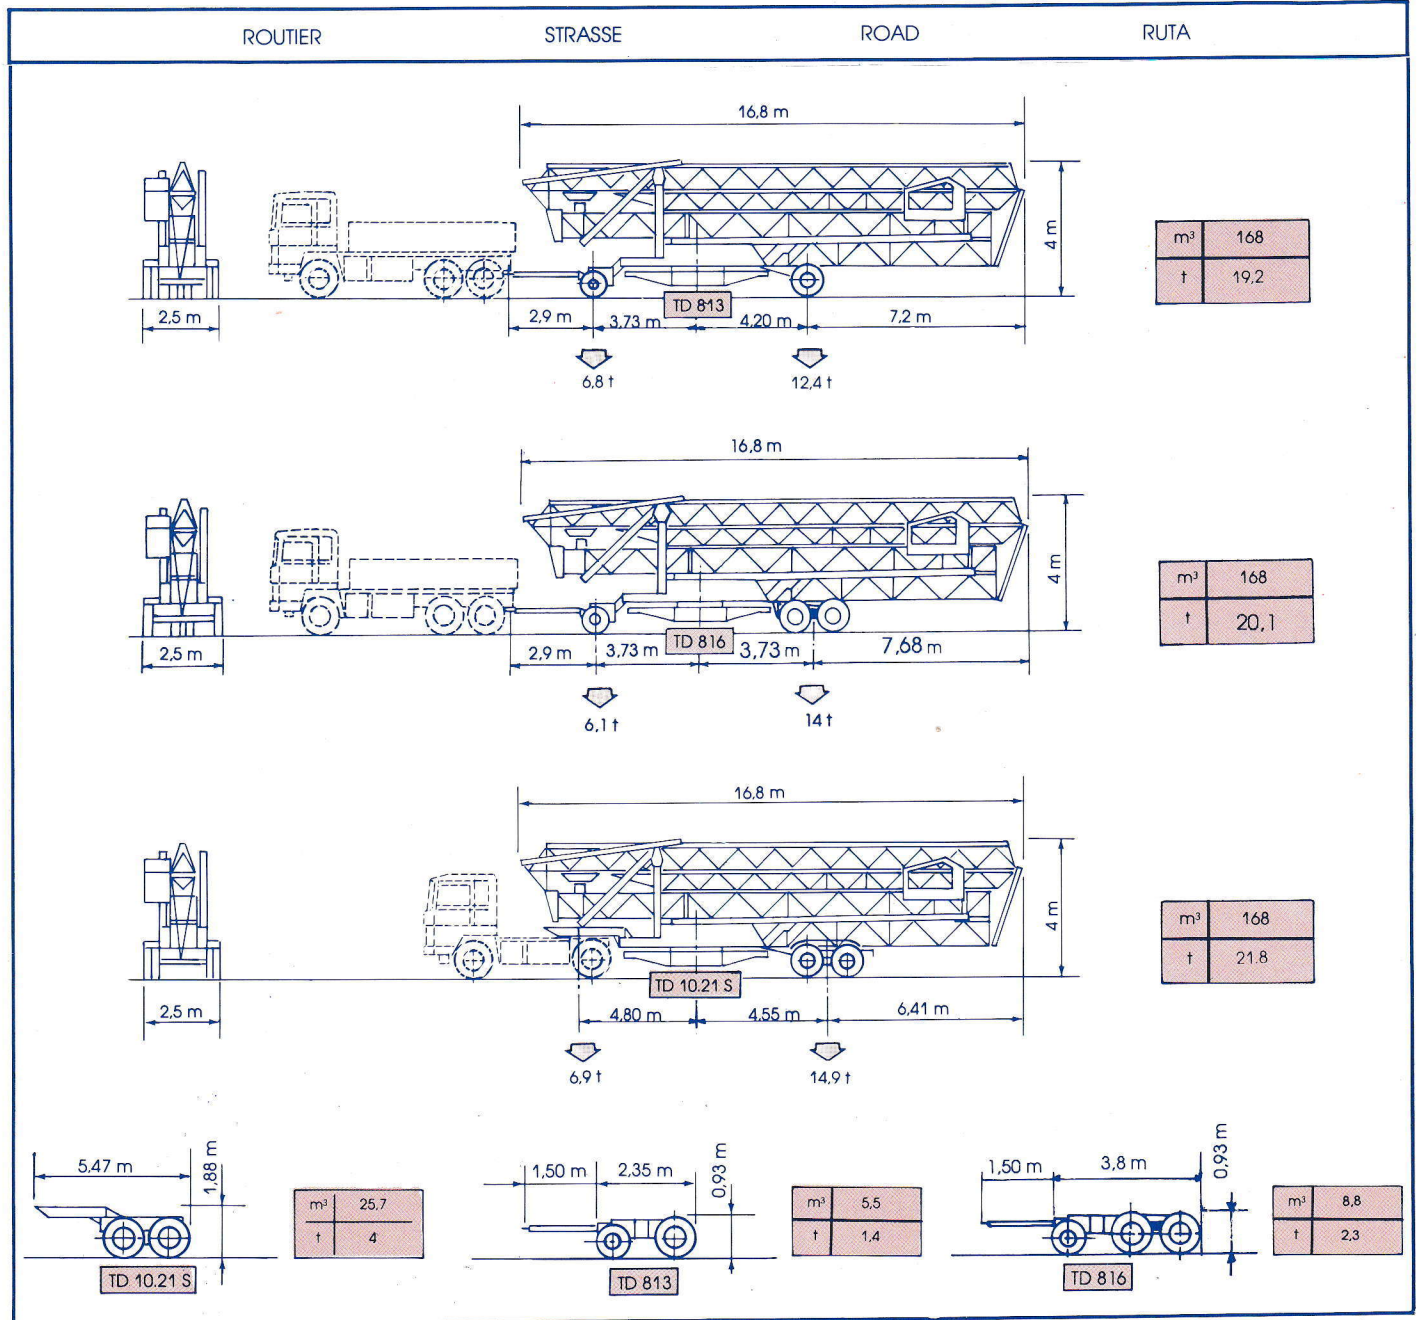 ROUTIER STRASSE ROAD RUTA
16,8 m
4 m
m³ 168
t 19,2
TD 813
2,5 m 2,9 m 3,73 m 4,20 m 7,2 m
6,8 t 12,4 t
16,8 m
4 m
m³ 168
t 20,1
TD 816
2,5 m 2,9 m 3,73 m 3,73 m 7,68 m
6,1 t 14 t
16,8 m
4 m
m³ 168
t 21.8
TD 10.21 S
2,5 m 4,80 m 4,55 m 6,41 m
6,9 t 14,9 t
5,47 m 1,88 m
m³ 25,7
t 4
TD 10.21 S
1,50 m 2,35 m 0,93 m
m³ 5,5
t 1,4
TD 813
1,50 m 3,8 m 0,93 m
m³ 8,8
t 2,3
TD 816